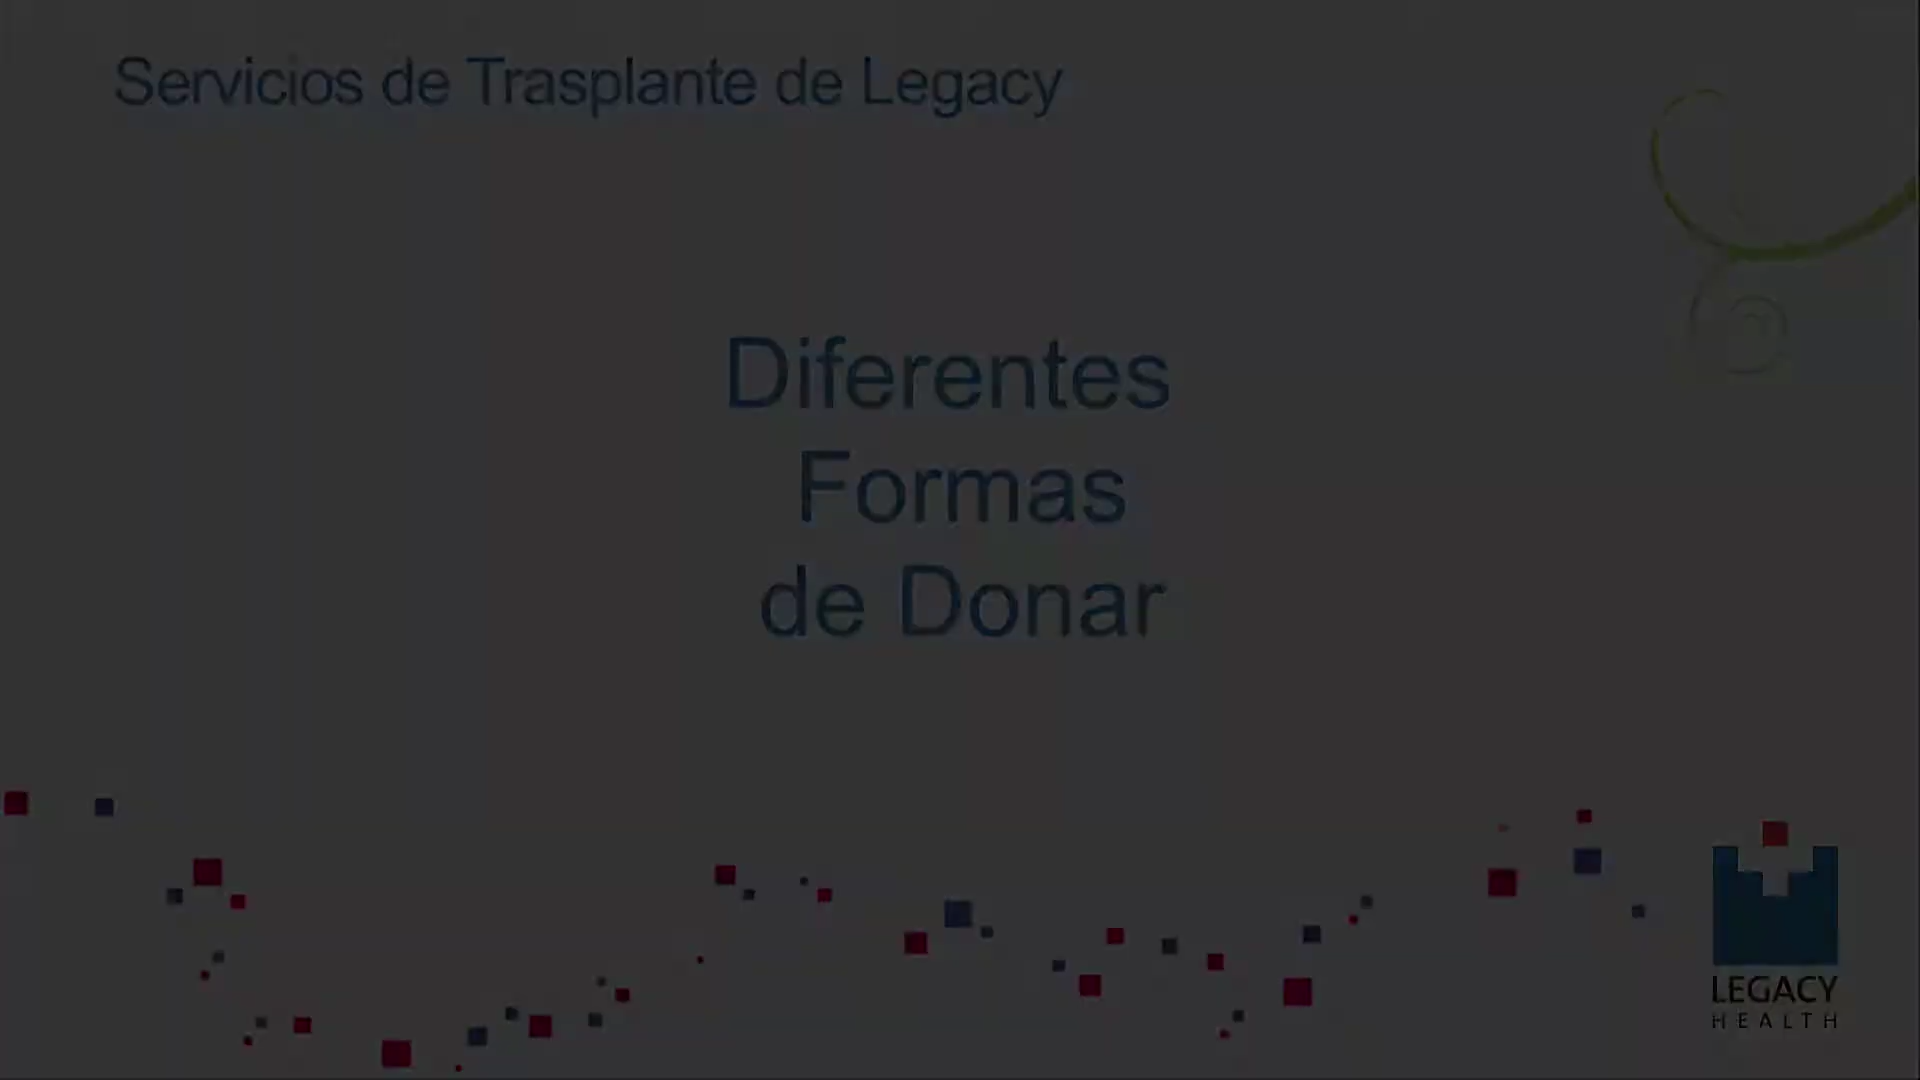 Servicios de Trasplante de Legacy
Diferentes
Formas
de Donar
LEGACY
HEALTH